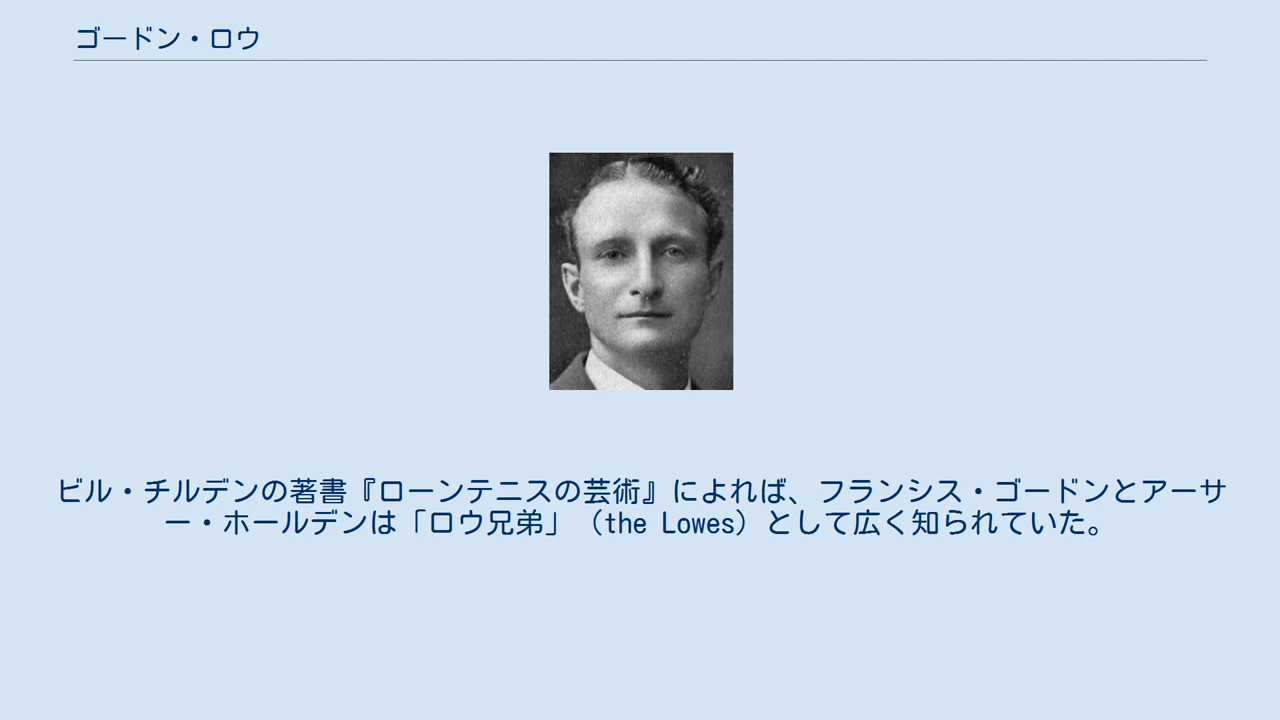 ゴードン・ロウ
ビル・チルデンの著書『ローンテニスの芸術』によれば、フランシス・ゴードンとアーサ
ー・ホールデンは「ロウ兄弟」（the Lowes）として広く知られていた。